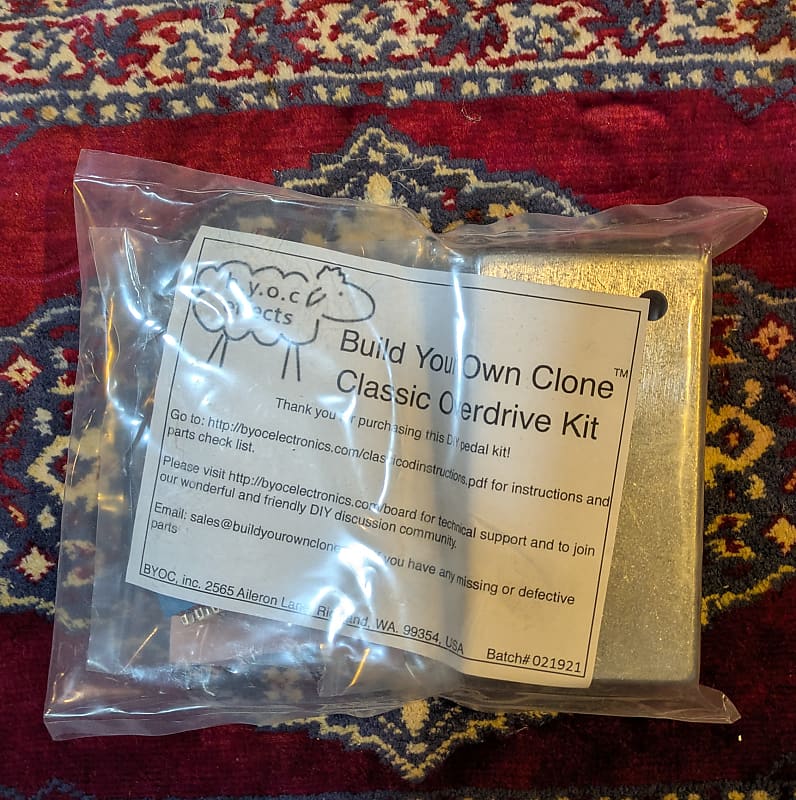 b.y.o.c
effects
Build Your Own Clone™
Classic Overdrive Kit
Thank you for purchasing this DIY pedal kit!
Go to: http://byocelectronics.com/classicodinstructions.pdf for instructions and
parts check list.
Please visit http://byocelectronics.com/board for technical support and to join
our wonderful and friendly DIY discussion community.
Email: sales@buildyourownclone if you have any missing or defective
parts
BYOC, inc. 2565 Aileron Lane, Richland, WA. 99354, USA
Batch# 021921